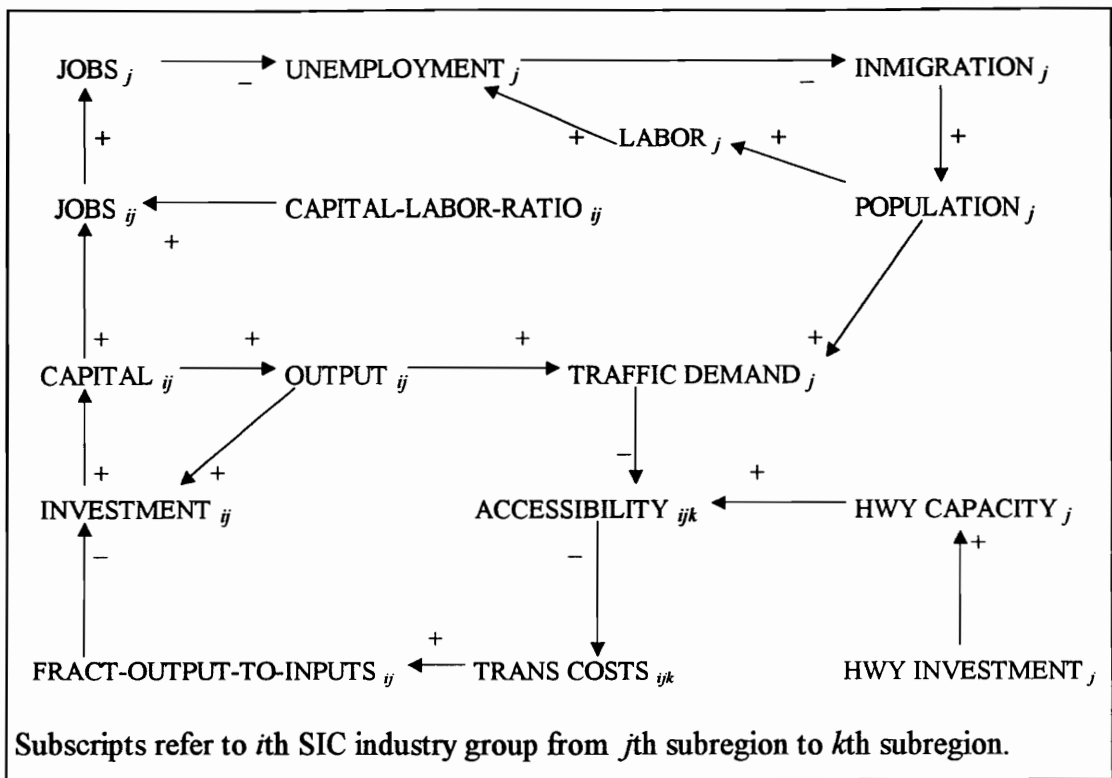 JOBS j − UNEMPLOYMENT j − INMIGRATION j
+ + LABOR j + +
JOBS ij CAPITAL-LABOR-RATIO ij POPULATION j
+
+ + + +
CAPITAL ij OUTPUT ij TRAFFIC DEMAND j
+ + − +
INVESTMENT ij ACCESSIBILITY ijk HWY CAPACITY j
− − +
+
FRACT-OUTPUT-TO-INPUTS ij TRANS COSTS ijk HWY INVESTMENT j
Subscripts refer to ith SIC industry group from jth subregion to kth subregion.